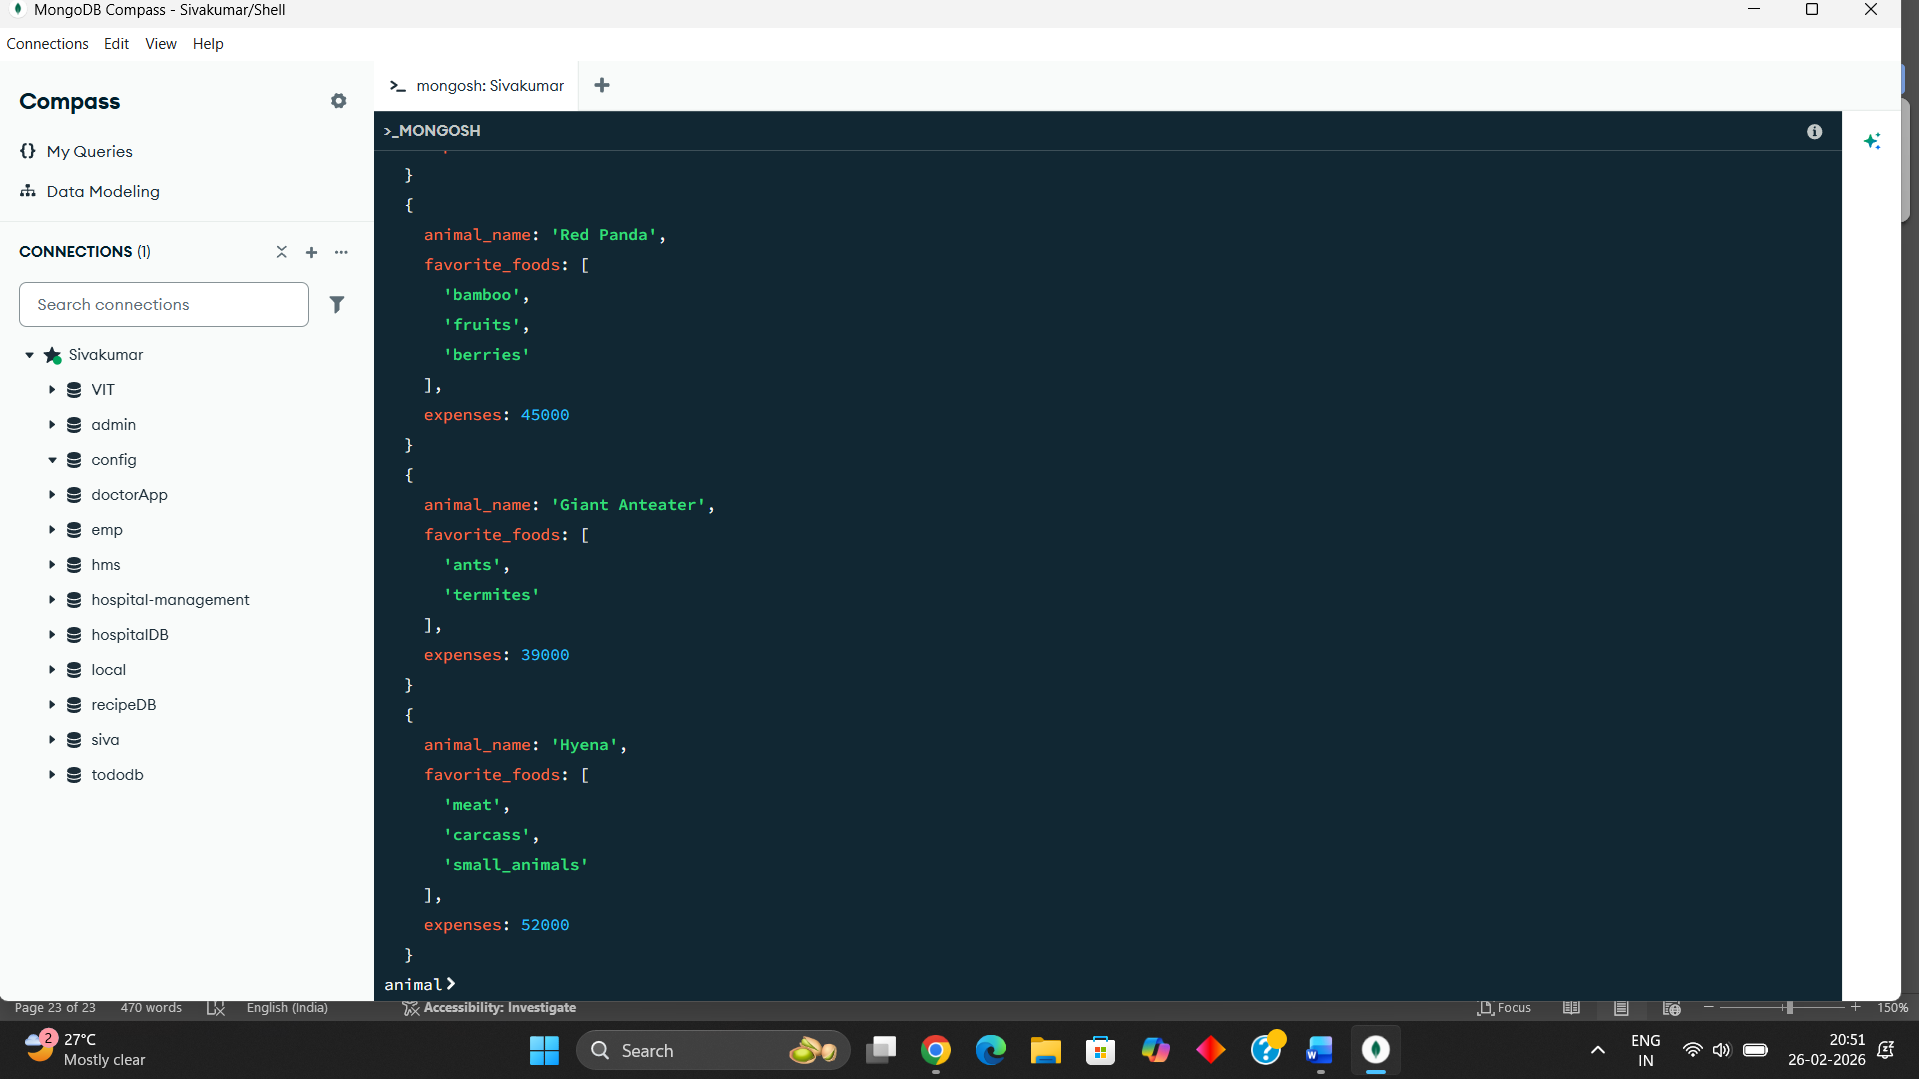 MongoDB Compass - Sivakumar/Shell
Connections Edit View Help
Compass
My Queries
Data Modeling
CONNECTIONS (1)
Search connections
Sivakumar
VIT
admin
config
doctorApp
emp
hms
hospital-management
hospitalDB
local
recipeDB
siva
tododb
>_ mongosh: Sivakumar +
>_MONGOSH
}
{
animal_name: 'Red Panda',
favorite_foods: [
'bamboo',
'fruits',
'berries'
],
expenses: 45000
}
{
animal_name: 'Giant Anteater',
favorite_foods: [
'ants',
'termites'
],
expenses: 39000
}
{
animal_name: 'Hyena',
favorite_foods: [
'meat',
'carcass',
'small_animals'
],
expenses: 52000
}
animal>
Page 23 of 23 470 words English (India) Accessibility: Investigate Focus 150%
2
27°C
Mostly clear
Search
ENG
IN
20:51
26-02-2026